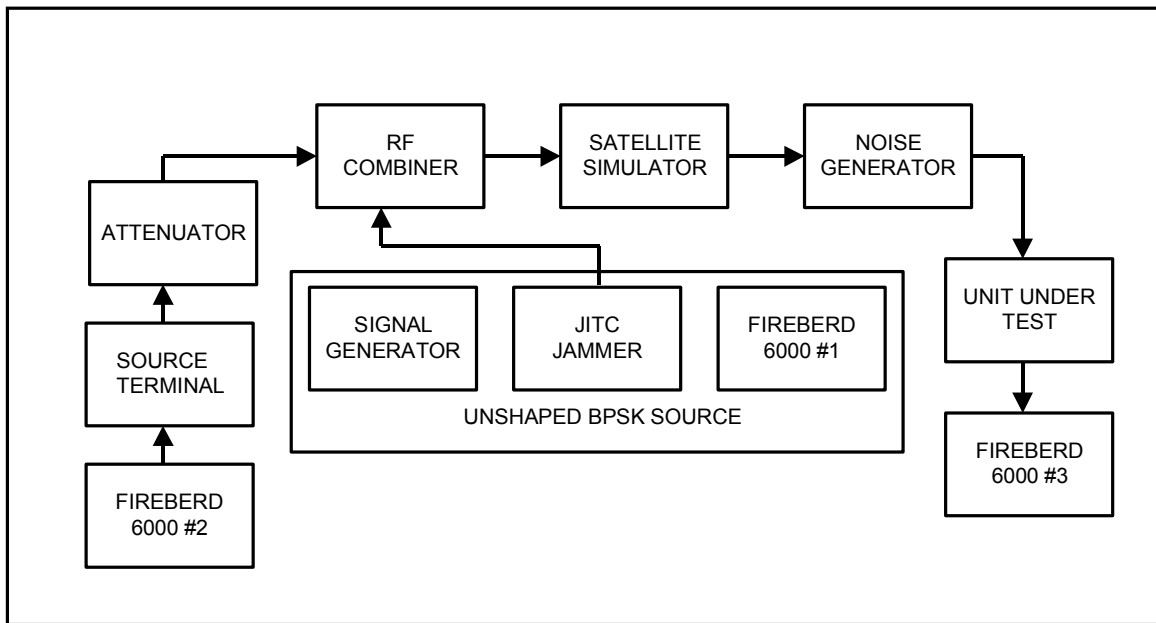 RF
COMBINER
SATELLITE
SIMULATOR
NOISE
GENERATOR
ATTENUATOR
SOURCE
TERMINAL
FIREBERD
6000 #2
SIGNAL
GENERATOR
JITC
JAMMER
FIREBERD
6000 #1
UNSHAPED BPSK SOURCE
UNIT UNDER
TEST
FIREBERD
6000 #3